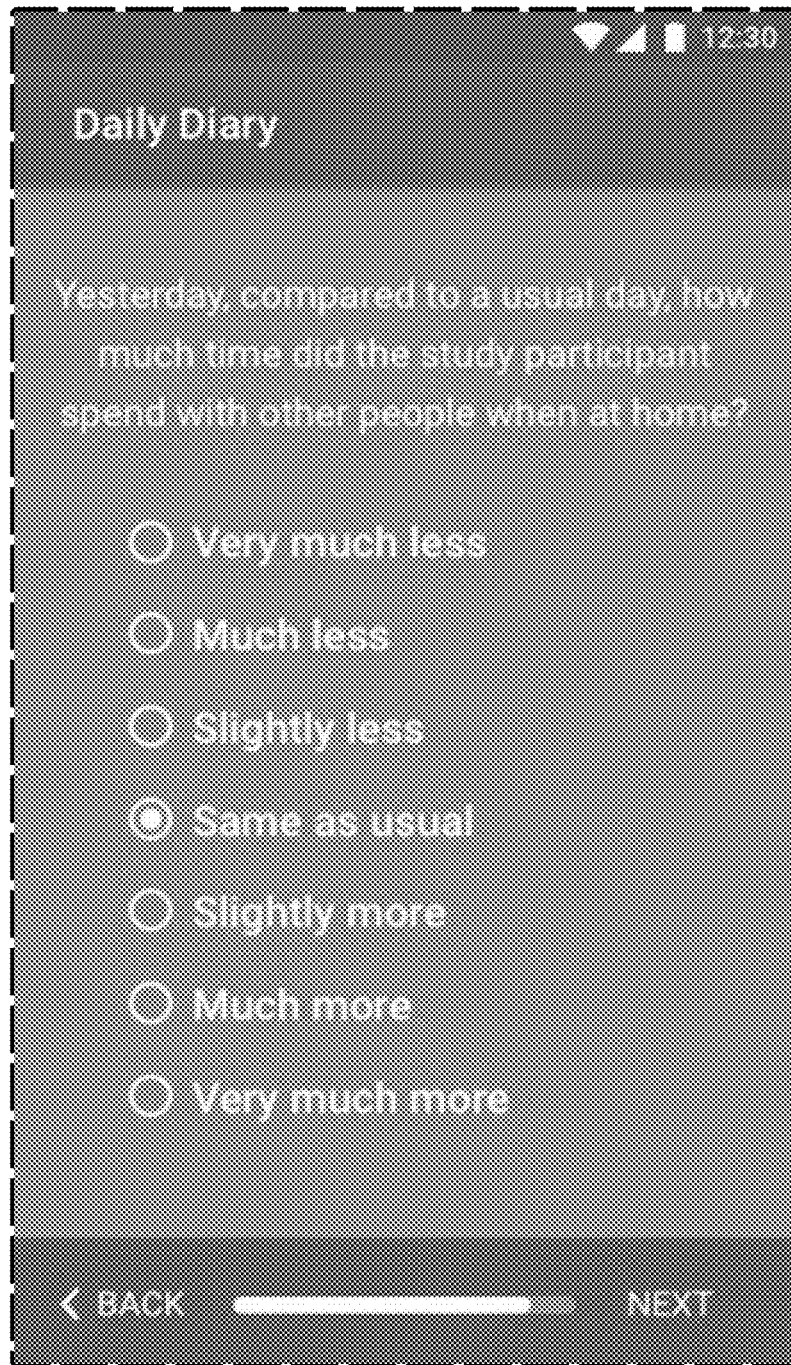 12:30
Daily Diary
Yesterday, compared to a usual day, how
much time did the study participant
spend with other people when at home?
Very much less
Much less
Slightly less
Same as usual
Slightly more
Much more
Very much more
BACK NEXT